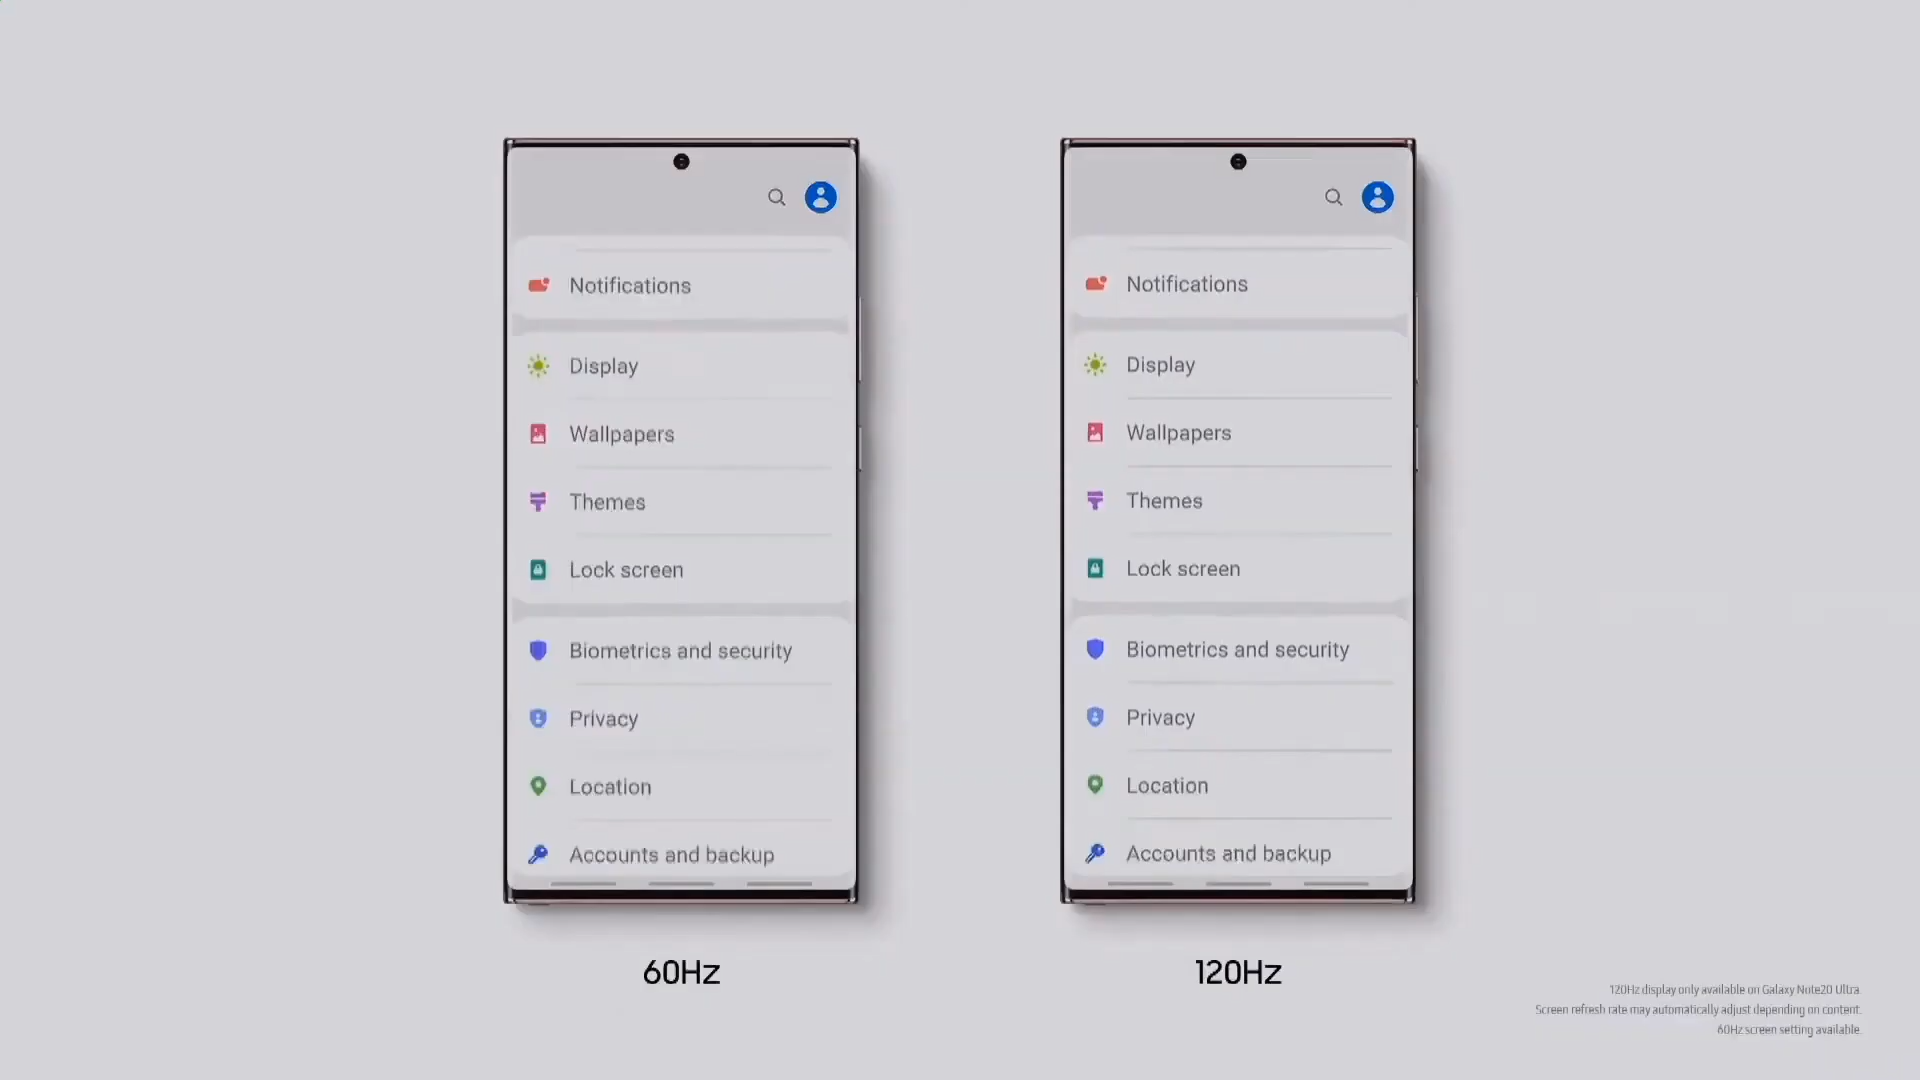 Notifications
Display
Wallpapers
Themes
Lock screen
Biometrics and security
Privacy
Location
Accounts and backup
60Hz
Notifications
Display
Wallpapers
Themes
Lock screen
Biometrics and security
Privacy
Location
Accounts and backup
120Hz
120Hz display only available on Galaxy Note20 Ultra.
Screen refresh rate may automatically adjust depending on content.
60Hz screen setting available.